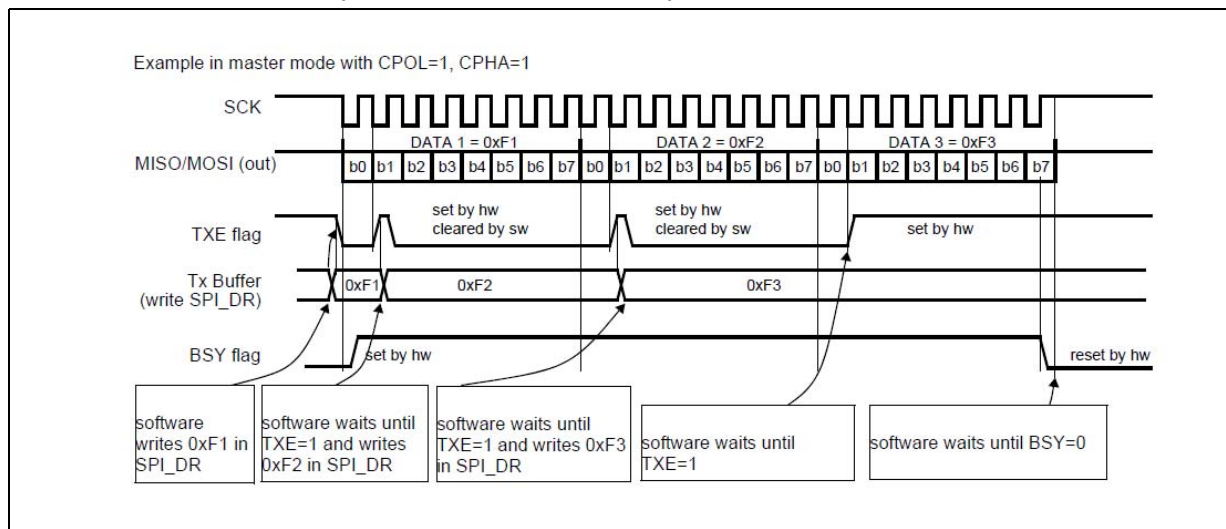 Example in master mode with CPOL=1, CPHA=1
SCK
DATA 1 = 0xF1 DATA 2 = 0xF2 DATA 3 = 0xF3
MISO/MOSI (out) b0 b1 b2 b3 b4 b5 b6 b7 b0 b1 b2 b3 b4 b5 b6 b7 b0 b1 b2 b3 b4 b5 b6 b7
set by hw set by hw
cleared by sw cleared by sw
TXE flag set by hw
Tx Buffer
(write SPI_DR)
0xF1 0xF2 0xF3
BSY flag set by hw reset by hw
software
writes 0xF1 in
SPI_DR
software waits until
TXE=1 and writes
0xF2 in SPI_DR
software waits until
TXE=1 and writes 0xF3
in SPI_DR
software waits until
TXE=1
software waits until BSY=0